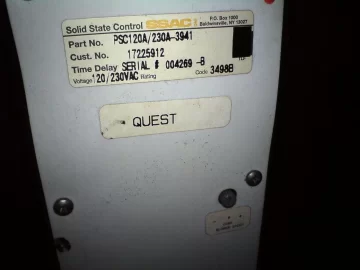 Solid State Control SSAC P.O. Box 1000
Baldwinsville, NY 13027
Part No. PSC120A/230A-3941
Cust. No. 17225912
Time Delay SERIAL # 004269 -B
Voltage 120/230VAC Rating Code 3498B
QUEST